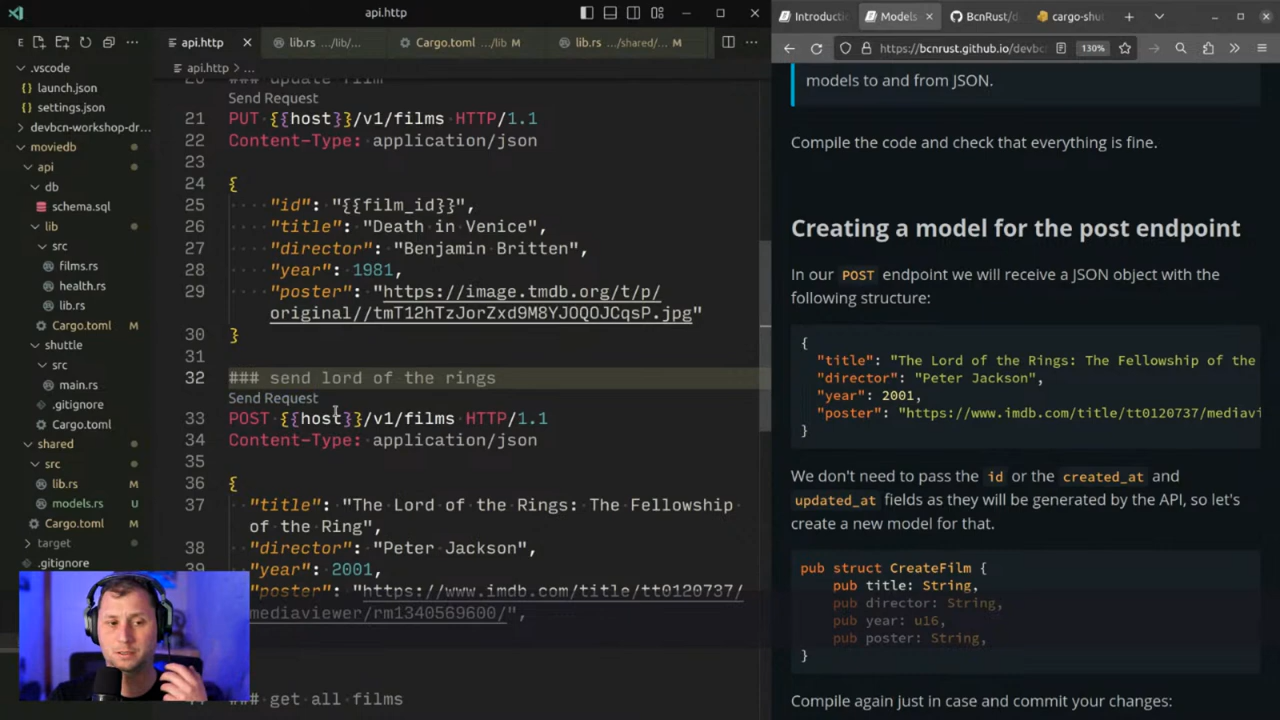 api.http
E
api.http
lib.rs .../lib/...
Cargo.toml .../lib M
lib.rs .../shared/... M
.vscode
launch.json
settings.json
devbcn-workshop-dr...
moviedb
api
db
schema.sql
lib
src
films.rs
health.rs
lib.rs
Cargo.toml M
shuttle
src
main.rs
.gitignore
Cargo.toml
shared
src
lib.rs M
models.rs U
Cargo.toml M
target
.gitignore
api.http > ...
### update film
Send Request
21 PUT {{host}}/v1/films HTTP/1.1
22 Content-Type: application/json
23
24 {
25 "id": "{{film_id}}",
26 "title": "Death in Venice",
27 "director": "Benjamin Britten",
28 "year": 1981,
29 "poster": "https://image.tmdb.org/t/p/
original//tmT12hTzJorZxd9M8YJOQOJCqsP.jpg"
30 }
31
32 ### send lord of the rings
Send Request
33 POST {{host}}/v1/films HTTP/1.1
34 Content-Type: application/json
35
36 {
37 "title": "The Lord of the Rings: The Fellowship
of the Ring",
38 "director": "Peter Jackson",
39 "year": 2001,
"poster": "https://www.imdb.com/title/tt0120737/
mediaviewer/rm1340569600/",
### get all films
Introduction
Models
BcnRust/d
cargo-shu
https://bcnrust.github.io/devbc
130%
models to and from JSON.
Compile the code and check that everything is fine.
Creating a model for the post endpoint
In our POST endpoint we will receive a JSON object with the
following structure:
{
"title": "The Lord of the Rings: The Fellowship of the
"director": "Peter Jackson",
"year": 2001,
"poster": "https://www.imdb.com/title/tt0120737/mediavi
}
We don't need to pass the id or the created_at and
updated_at fields as they will be generated by the API, so let's
create a new model for that.
pub struct CreateFilm {
pub title: String,
pub director: String,
pub year: u16,
pub poster: String,
}
Compile again just in case and commit your changes: